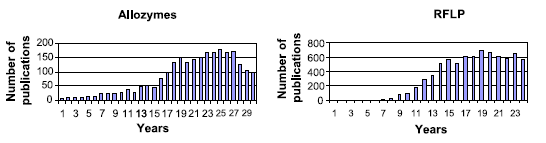 Allozymes
Number of
publications
200
150
100
50
0
1 3 5 7 9 11 13 15 17 19 21 23 25 27 29
Years
RFLP
Number of
publications
800
600
400
200
0
1 3 5 7 9 11 13 15 17 19 21 23
Years